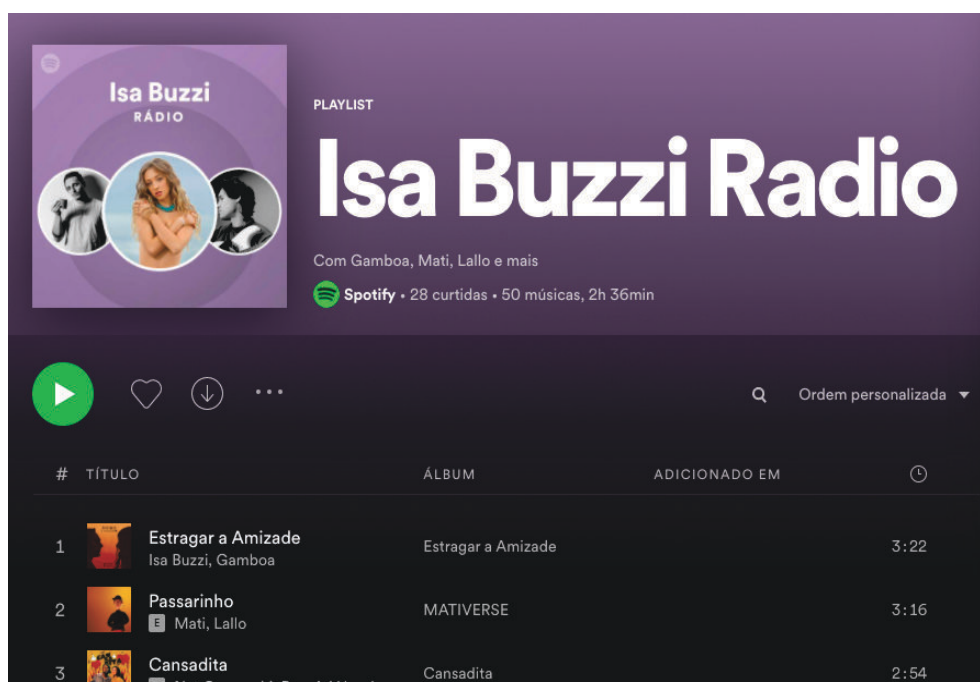 Isa Buzzi
RÁDIO
PLAYLIST
Isa Buzzi Radio
Com Gamboa, Mati, Lallo e mais
Spotify • 28 curtidas • 50 músicas, 2h 36min
Ordem personalizada
# TÍTULO ÁLBUM ADICIONADO EM
1 Estragar a Amizade Estragar a Amizade 3:22
Isa Buzzi, Gamboa
2 Passarinho MATIVERSE 3:16
E Mati, Lallo
3 Cansadita Cansadita 2:54